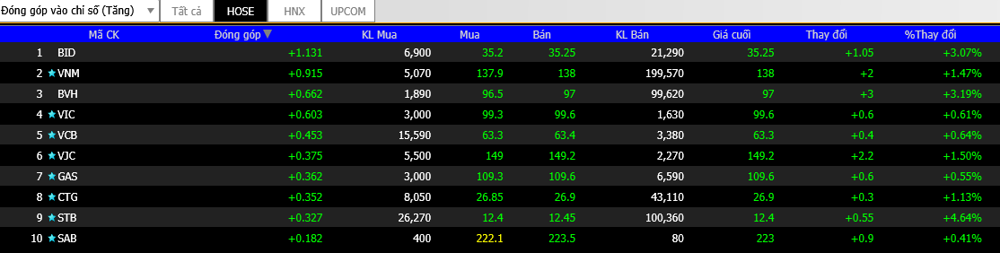 Đóng góp vào chỉ số (Tăng) Tất cả HOSE HNX UPCOM
Mã CK Đóng góp KL Mua Mua Bán KL Bán Giá cuối Thay đổi %Thay đổi
1 BID +1.131 6,900 35.2 35.25 21,290 35.25 +1.05 +3.07%
2 VNM +0.915 5,070 137.9 138 199,570 138 +2 +1.47%
3 BVH +0.662 1,890 96.5 97 99,620 97 +3 +3.19%
4 VIC +0.603 3,000 99.3 99.6 1,630 99.6 +0.6 +0.61%
5 VCB +0.453 15,590 63.3 63.4 3,380 63.3 +0.4 +0.64%
6 VJC +0.375 5,500 149 149.2 2,270 149.2 +2.2 +1.50%
7 GAS +0.362 3,000 109.3 109.6 6,590 109.6 +0.6 +0.55%
8 CTG +0.352 8,050 26.85 26.9 43,110 26.9 +0.3 +1.13%
9 STB +0.327 26,270 12.4 12.45 100,360 12.4 +0.55 +4.64%
10 SAB +0.182 400 222.1 223.5 80 223 +0.9 +0.41%